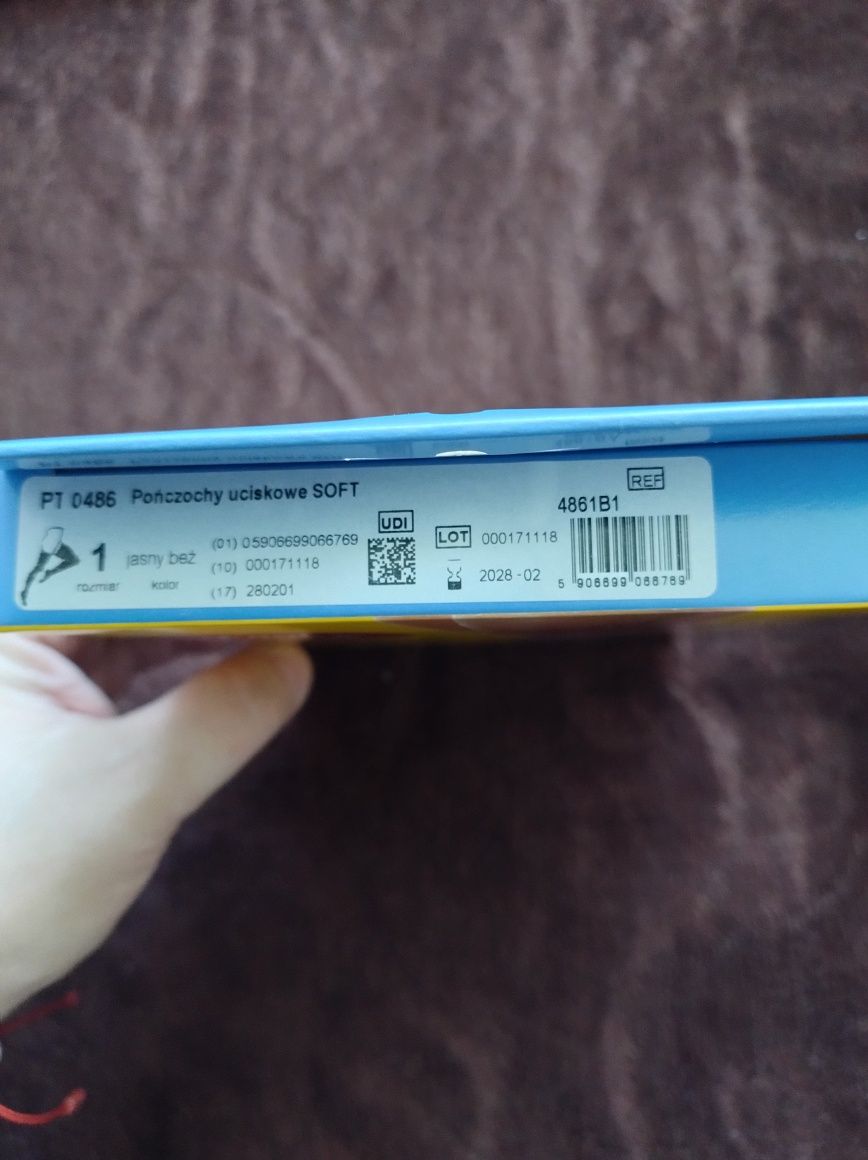 PT 0486 Pończochy uciskowe SOFT
1
rozmiar
jasny beż
kolor
(01) 05906699066769
(10) 000171118
(17) 280201
UDI
LOT 000171118
2028-02
REF
4861B1
5 906699 066769